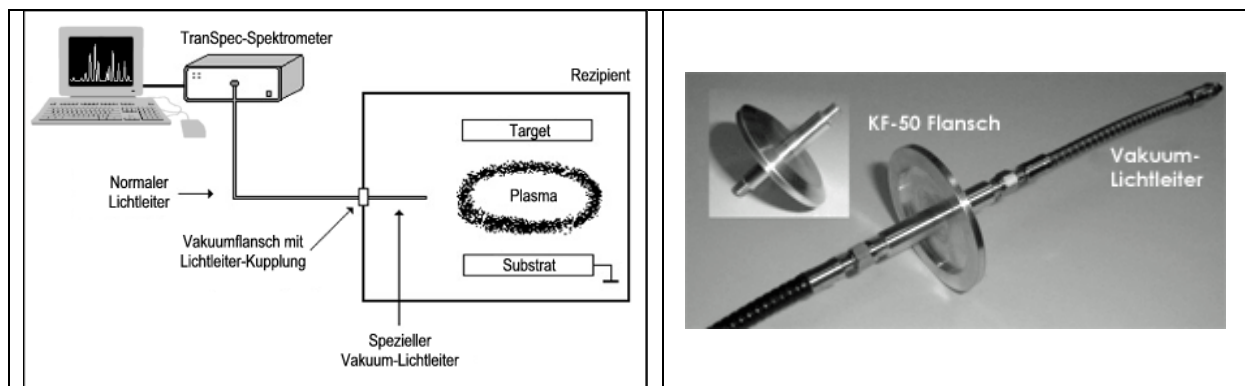 TranSpec-Spektrometer
Rezipient
Target
Normaler
Lichtleiter
Plasma
Vakuumflansch mit
Lichtleiter-Kupplung
Substrat
Spezieller
Vakuum-Lichtleiter
KF-50 Flansch
Vakuum-
Lichtleiter